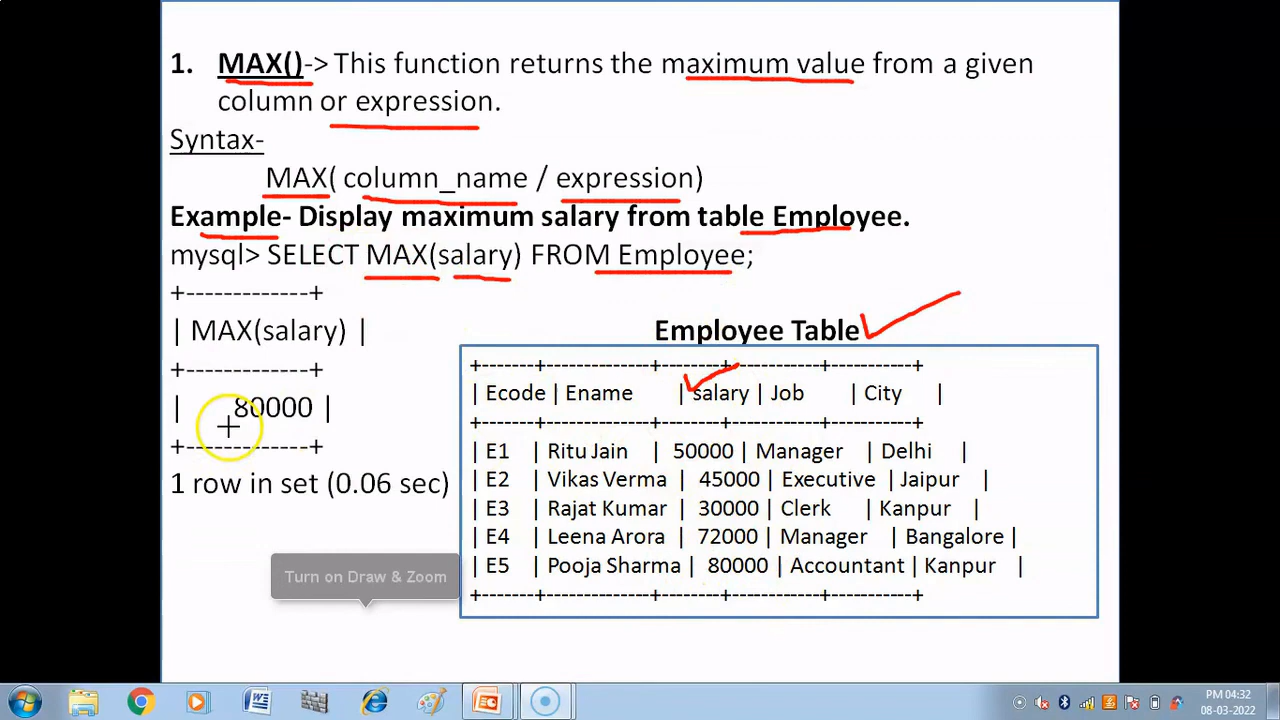 1. MAX()-> This function returns the maximum value from a given
column or expression.
Syntax-
MAX( column_name / expression)
Example- Display maximum salary from table Employee.
mysql> SELECT MAX(salary) FROM Employee;
+-------------+
| MAX(salary) |
+-------------+
| 80000 |
+-------------+
1 row in set (0.06 sec)
Employee Table
+-------+-------------+--------+-----------+----------+
| Ecode | Ename | salary | Job | City |
+-------+-------------+--------+-----------+----------+
| E1 | Ritu Jain | 50000 | Manager | Delhi |
| E2 | Vikas Verma | 45000 | Executive | Jaipur |
| E3 | Rajat Kumar | 30000 | Clerk | Kanpur |
| E4 | Leena Arora | 72000 | Manager | Bangalore |
| E5 | Pooja Sharma | 80000 | Accountant | Kanpur |
+-------+-------------+--------+-----------+----------+
Turn on Draw & Zoom
PM 04:32
08-03-2022